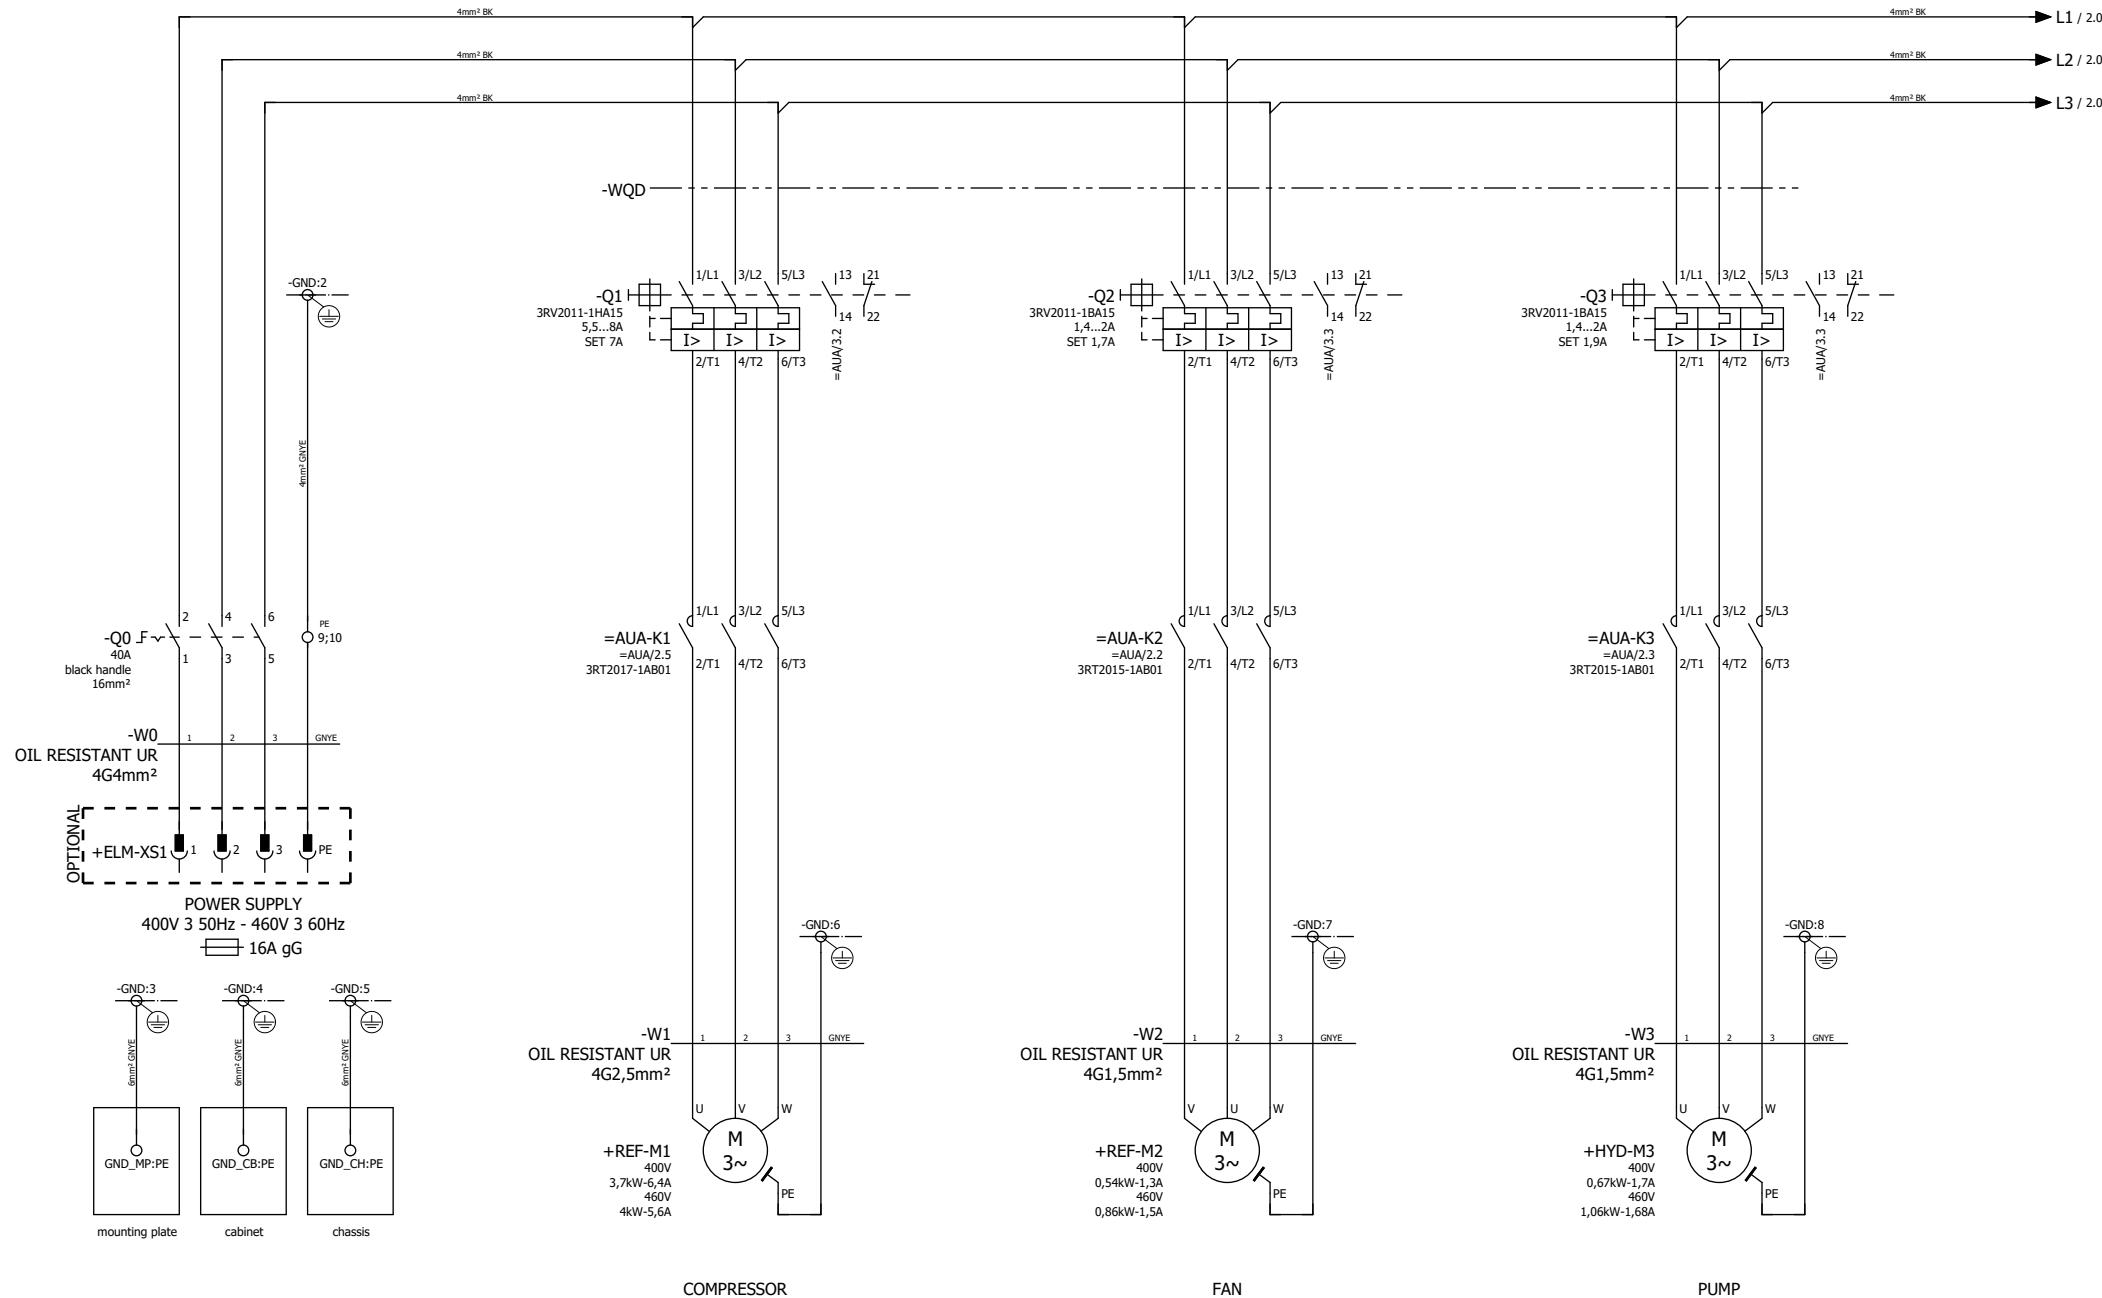 4mm² BK
4mm² BK
L1 / 2.0
4mm² BK
4mm² BK
L2 / 2.0
4mm² BK
4mm² BK
L3 / 2.0
-WQD
-GND:2
4mm² GNYE
-Q1
3RV2011-1HA15
5,5...8A
SET 7A
1/L1 3/L2 5/L3 13 21
I> I> I>
14 22
2/T1 4/T2 6/T3
=AUA/3.2
-Q2
3RV2011-1BA15
1,4...2A
SET 1,7A
1/L1 3/L2 5/L3 13 21
I> I> I>
14 22
2/T1 4/T2 6/T3
=AUA/3.3
-Q3
3RV2011-1BA15
1,4...2A
SET 1,9A
1/L1 3/L2 5/L3 13 21
I> I> I>
14 22
2/T1 4/T2 6/T3
=AUA/3.3
2 4 6
PE
9;10
-Q0
40A
black handle
16mm²
1 3 5
1/L1 3/L2 5/L3
=AUA-K1
=AUA/2.5
3RT2017-1AB01
2/T1 4/T2 6/T3
1/L1 3/L2 5/L3
=AUA-K2
=AUA/2.2
3RT2015-1AB01
2/T1 4/T2 6/T3
1/L1 3/L2 5/L3
=AUA-K3
=AUA/2.3
3RT2015-1AB01
2/T1 4/T2 6/T3
-W0 1 2 3 GNYE
OIL RESISTANT UR
4G4mm²
OPTIONAL
+ELM-XS1 1 2 3 PE
POWER SUPPLY
400V 3 50Hz - 460V 3 60Hz
16A gG
-GND:3
6mm² GNYE
GND_MP:PE
mounting plate
-GND:4
6mm² GNYE
GND_CB:PE
cabinet
-GND:5
6mm² GNYE
GND_CH:PE
chassis
-GND:6
-W1 1 2 3 GNYE
OIL RESISTANT UR
4G2,5mm²
U V W
M
3~
PE
+REF-M1
400V
3,7kW-6,4A
460V
4kW-5,6A
COMPRESSOR
-GND:7
-W2 1 2 3 GNYE
OIL RESISTANT UR
4G1,5mm²
V U W
M
3~
PE
+REF-M2
400V
0,54kW-1,3A
460V
0,86kW-1,5A
FAN
-GND:8
-W3 1 2 3 GNYE
OIL RESISTANT UR
4G1,5mm²
U V W
M
3~
PE
+HYD-M3
400V
0,67kW-1,7A
460V
1,06kW-1,68A
PUMP